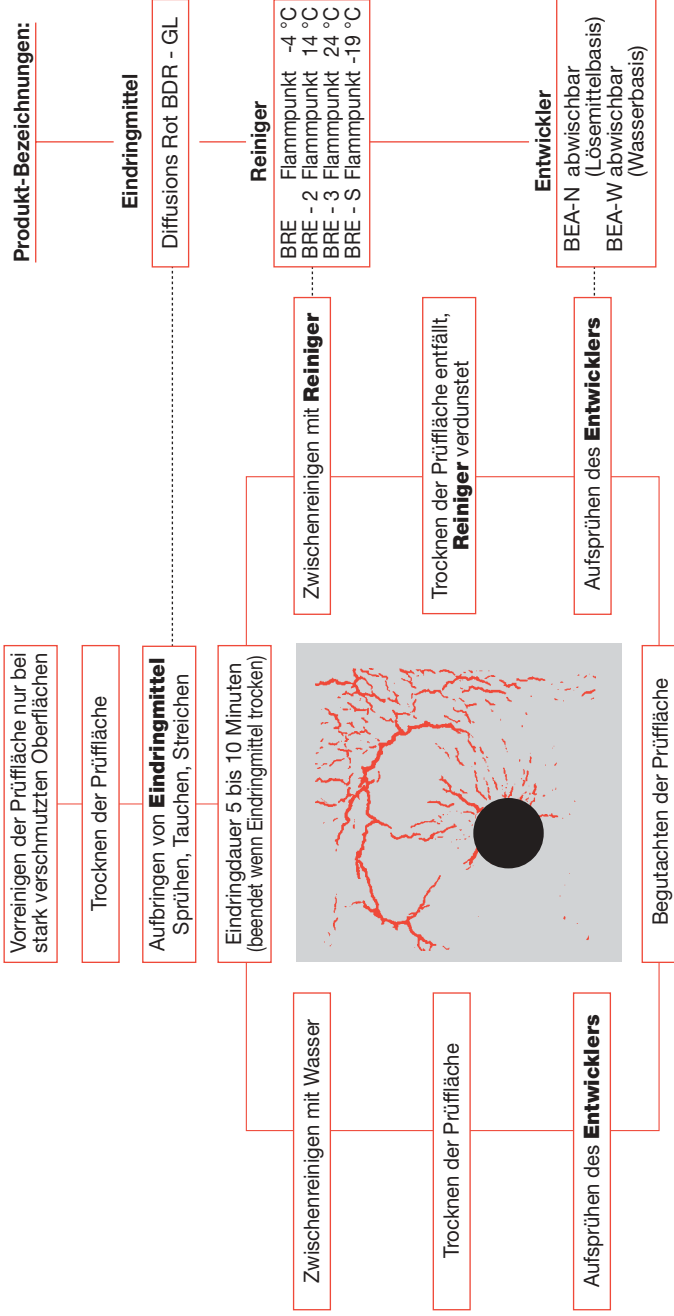 Vorreinigen der Prüffläche nur bei
stark verschmutzten Oberflächen
Trocknen der Prüffläche
Aufbringen von Eindringmittel
Sprühen, Tauchen, Streichen
Eindringdauer 5 bis 10 Minuten
(beendet wenn Eindringmittel trocken)
Zwischenreinigen mit Wasser
Trocknen der Prüffläche
Aufsprühen des Entwicklers
Zwischenreinigen mit Reiniger
Trocknen der Prüffläche entfällt,
Reiniger verdunstet
Aufsprühen des Entwicklers
Begutachten der Prüffläche
Produkt-Bezeichnungen:
Eindringmittel
Diffusions Rot BDR - GL
Reiniger
BRE Flammpunkt -4 °C
BRE - 2 Flammpunkt 14 °C
BRE - 3 Flammpunkt 24 °C
BRE - S Flammpunkt -19 °C
Entwickler
BEA-N abwischbar
(Lösemittelbasis)
BEA-W abwischbar
(Wasserbasis)